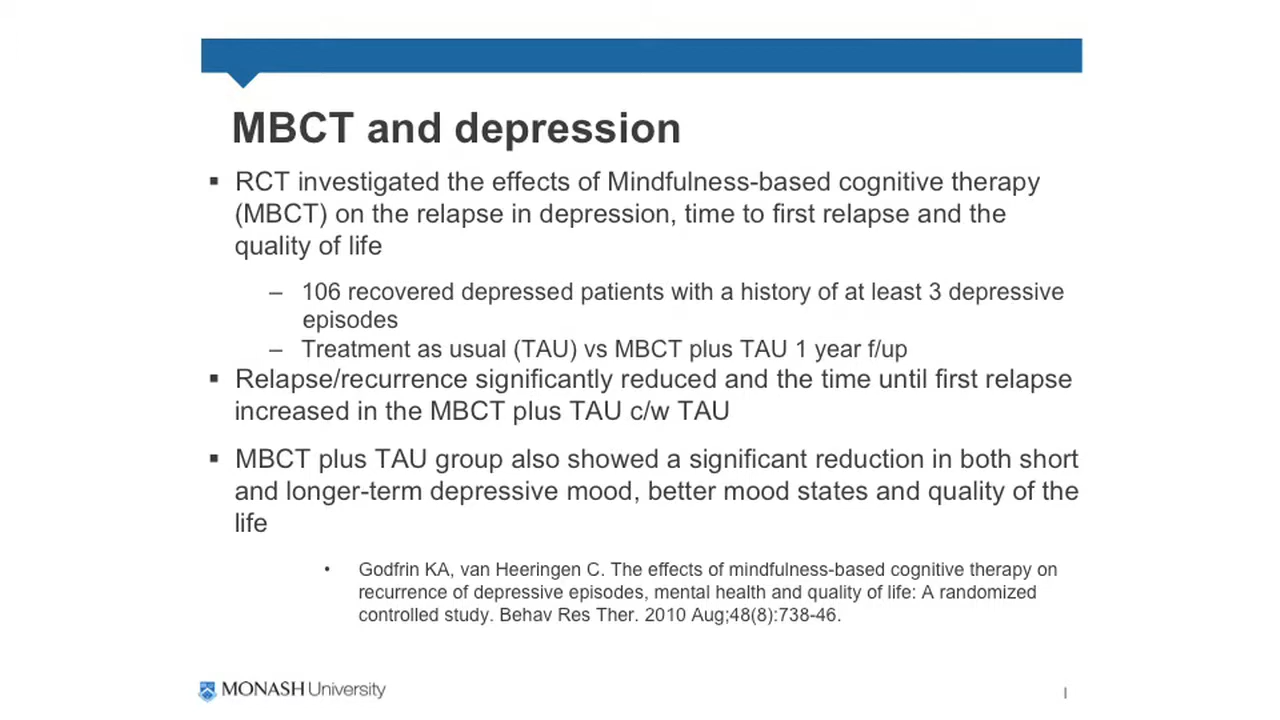 MBCT and depression
▪ RCT investigated the effects of Mindfulness-based cognitive therapy
(MBCT) on the relapse in depression, time to first relapse and the
quality of life
– 106 recovered depressed patients with a history of at least 3 depressive
episodes
– Treatment as usual (TAU) vs MBCT plus TAU 1 year f/up
▪ Relapse/recurrence significantly reduced and the time until first relapse
increased in the MBCT plus TAU c/w TAU
▪ MBCT plus TAU group also showed a significant reduction in both short
and longer-term depressive mood, better mood states and quality of the
life
• Godfrin KA, van Heeringen C. The effects of mindfulness-based cognitive therapy on
recurrence of depressive episodes, mental health and quality of life: A randomized
controlled study. Behav Res Ther. 2010 Aug;48(8):738-46.
MONASH University